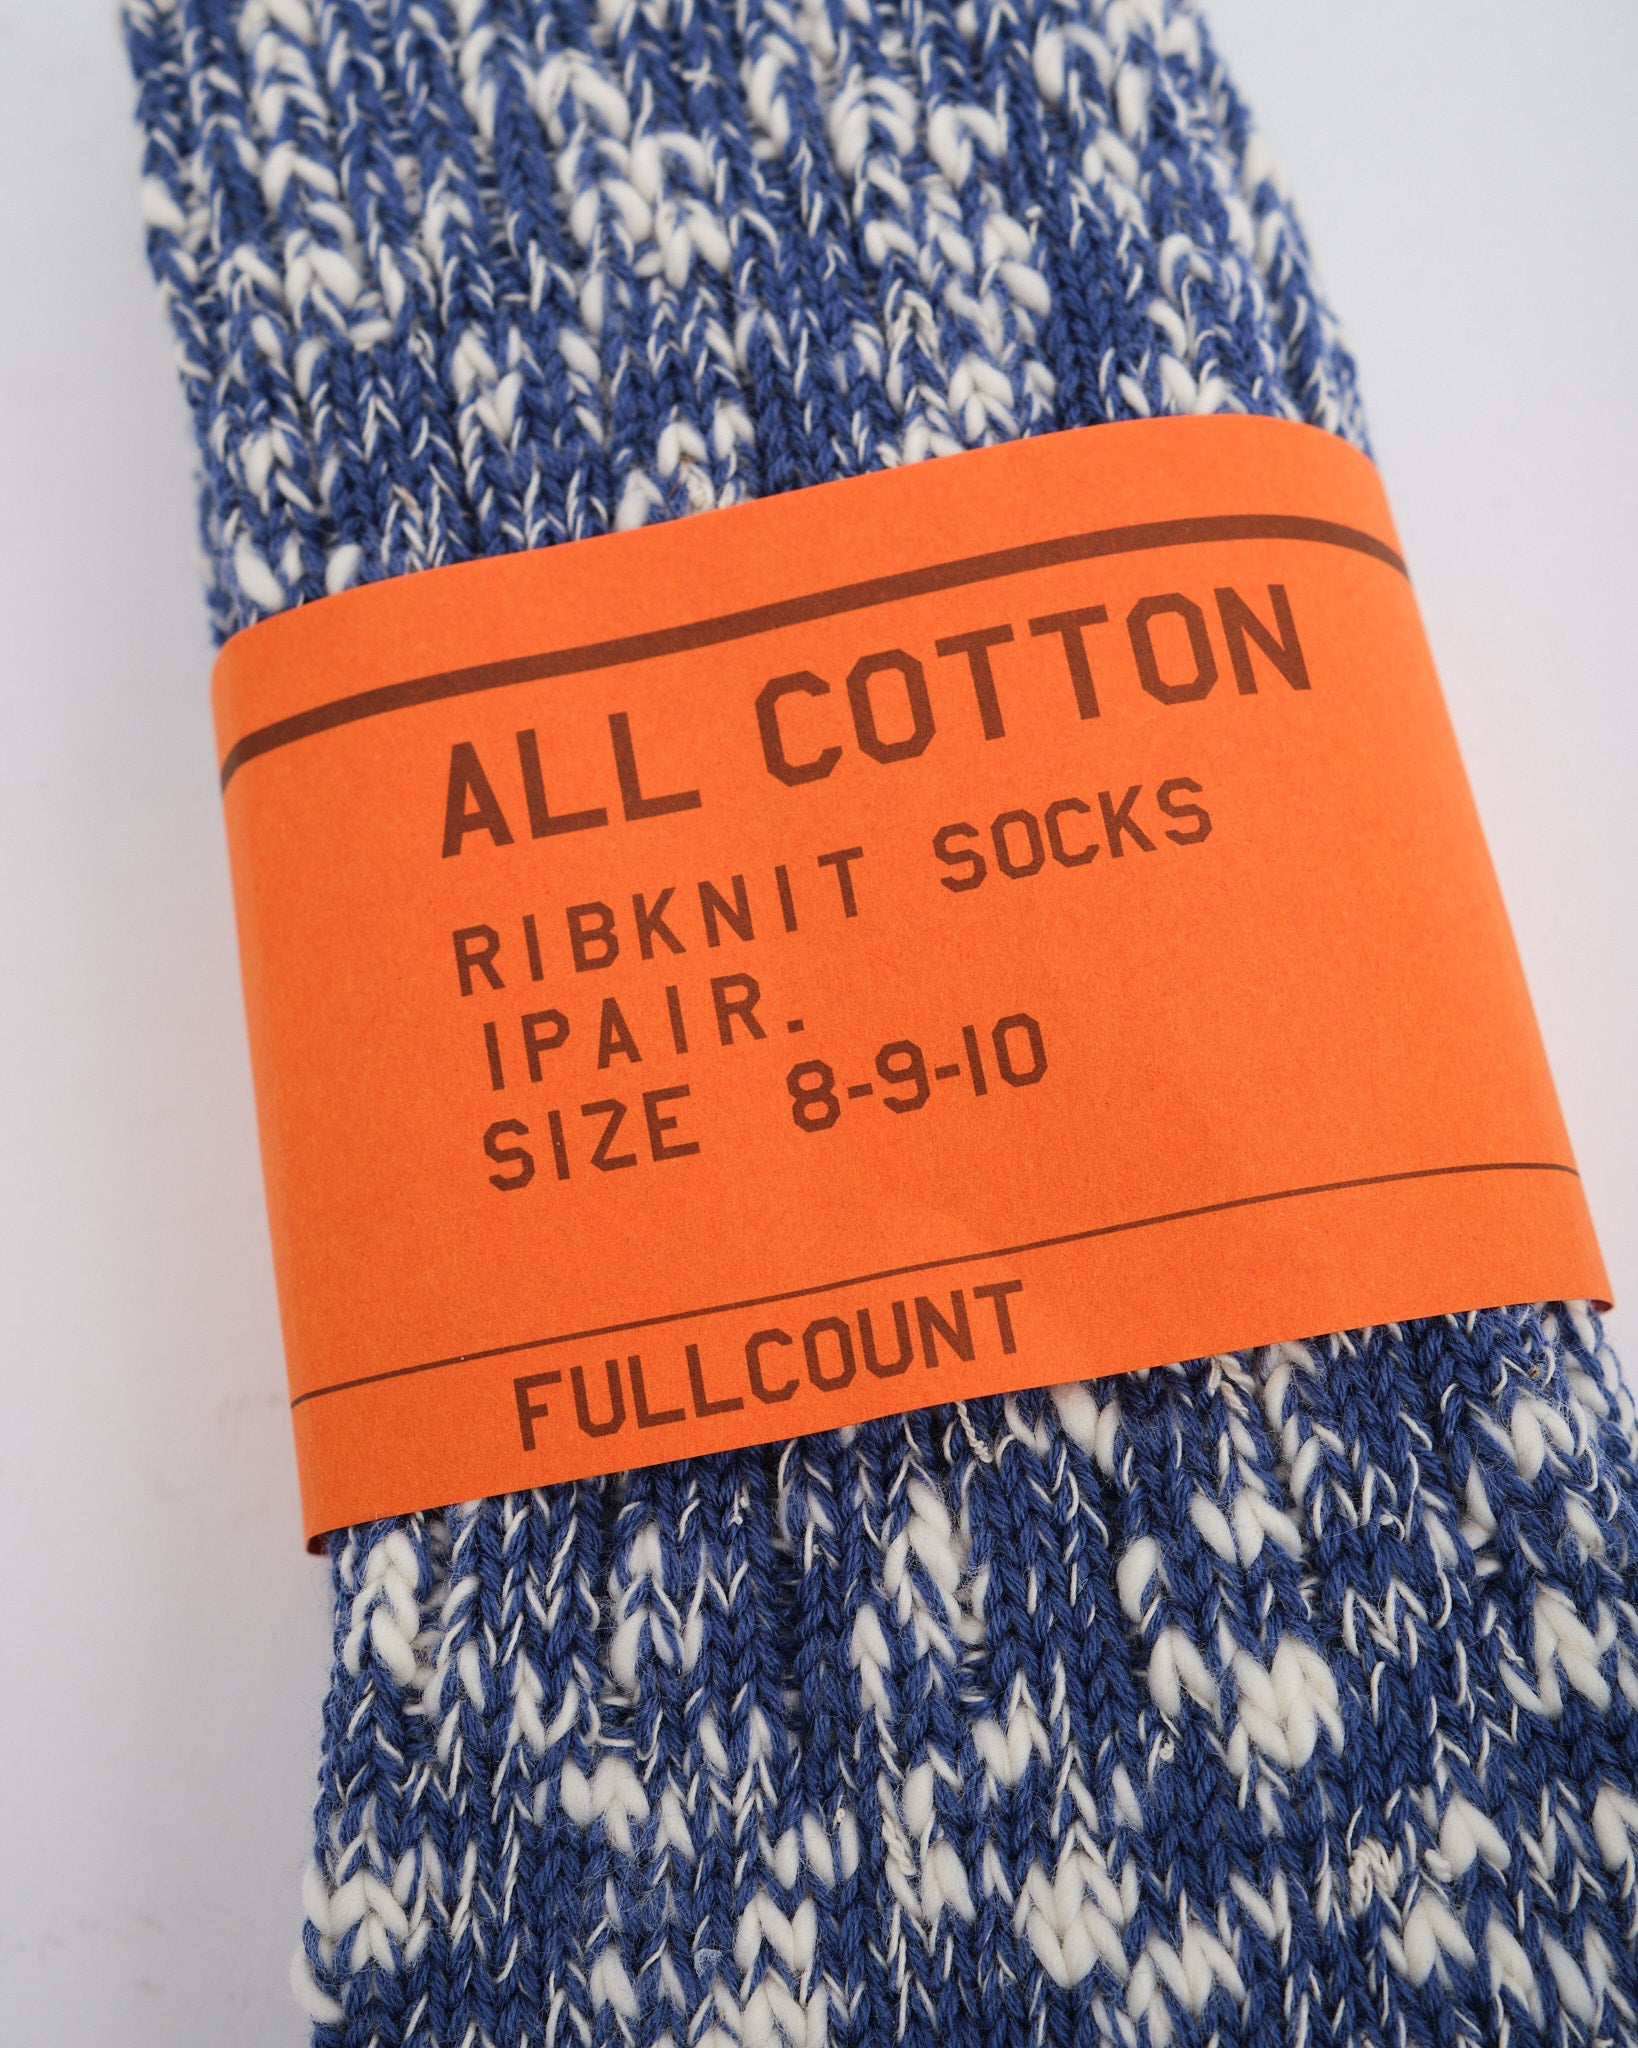 ALL COTTON
RIBKNIT SOCKS
1PAIR.
SIZE 8-9-10
FULLCOUNT